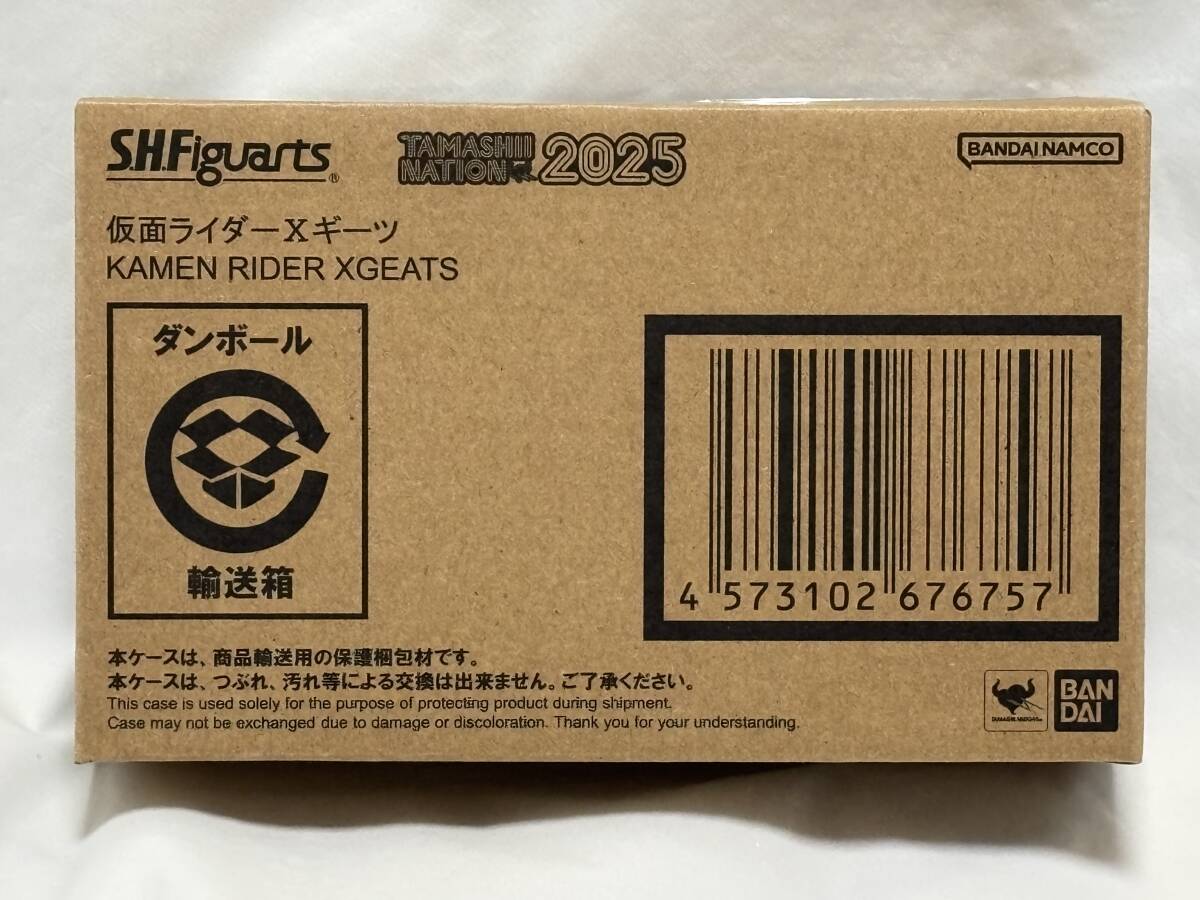 S.H.Figuarts®
TAMASHII NATION 2025
BANDAI NAMCO
仮面ライダーXギーツ
KAMEN RIDER XGEATS
ダンボール
輸送箱
4 573102 676757
本ケースは、商品輸送用の保護梱包材です。
本ケースは、つぶれ、汚れ等による交換は出来ません。ご了承ください。
This case is used solely for the purpose of protecting product during shipment.
Case may not be exchanged due to damage or discoloration. Thank you for your understanding.
TAMASHII NATIONS
BAN
DAI